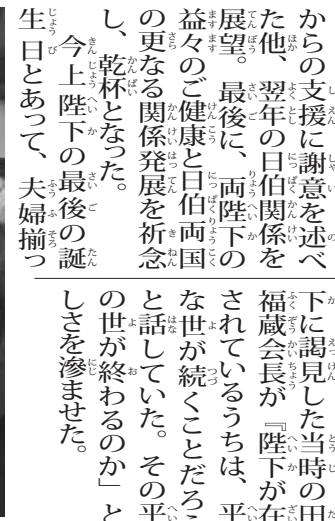 からの支援に謝意を述べ
た他、翌年の日伯関係を
展望。最後に、両陛下の
益々のご健康と日伯両国
の更なる関係発展を祈念
し、乾杯となった。
今上陛下の最後の誕
生日とあって、夫婦揃っ
下に謁見した当時の田
福蔵会長が『陛下が在
されているうちは、平
な世が続くことだろう
と話していた。その平
の世が終わるのか」と
しさを滲ませた。